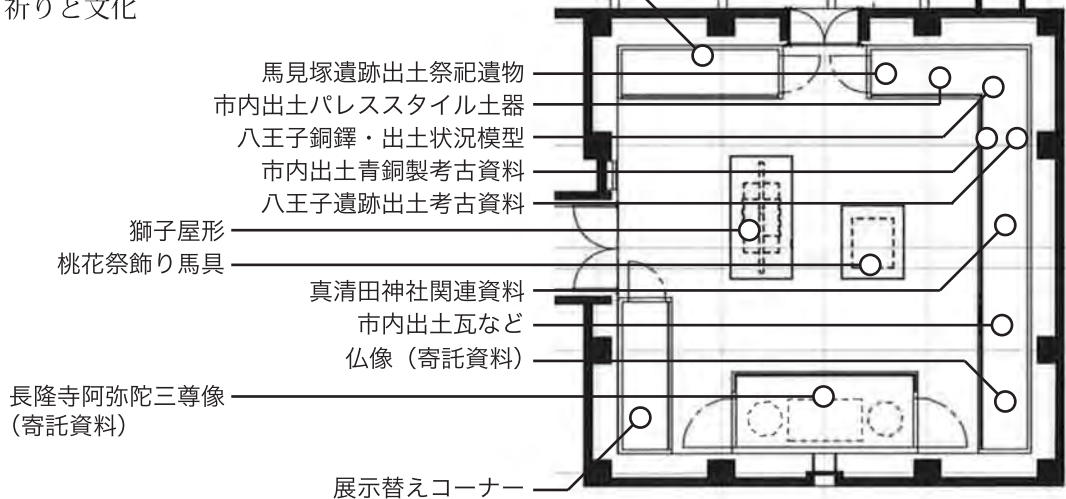 祈りと文化
馬見塚遺跡出土祭祀遺物
市内出土パレススタイル土器
八王子銅鐸・出土状況模型
市内出土青銅製考古資料
八王子遺跡出土考古資料
獅子屋形
桃花祭飾り馬具
真清田神社関連資料
市内出土瓦など
仏像（寄託資料）
長隆寺阿弥陀三尊像
（寄託資料）
展示替えコーナー